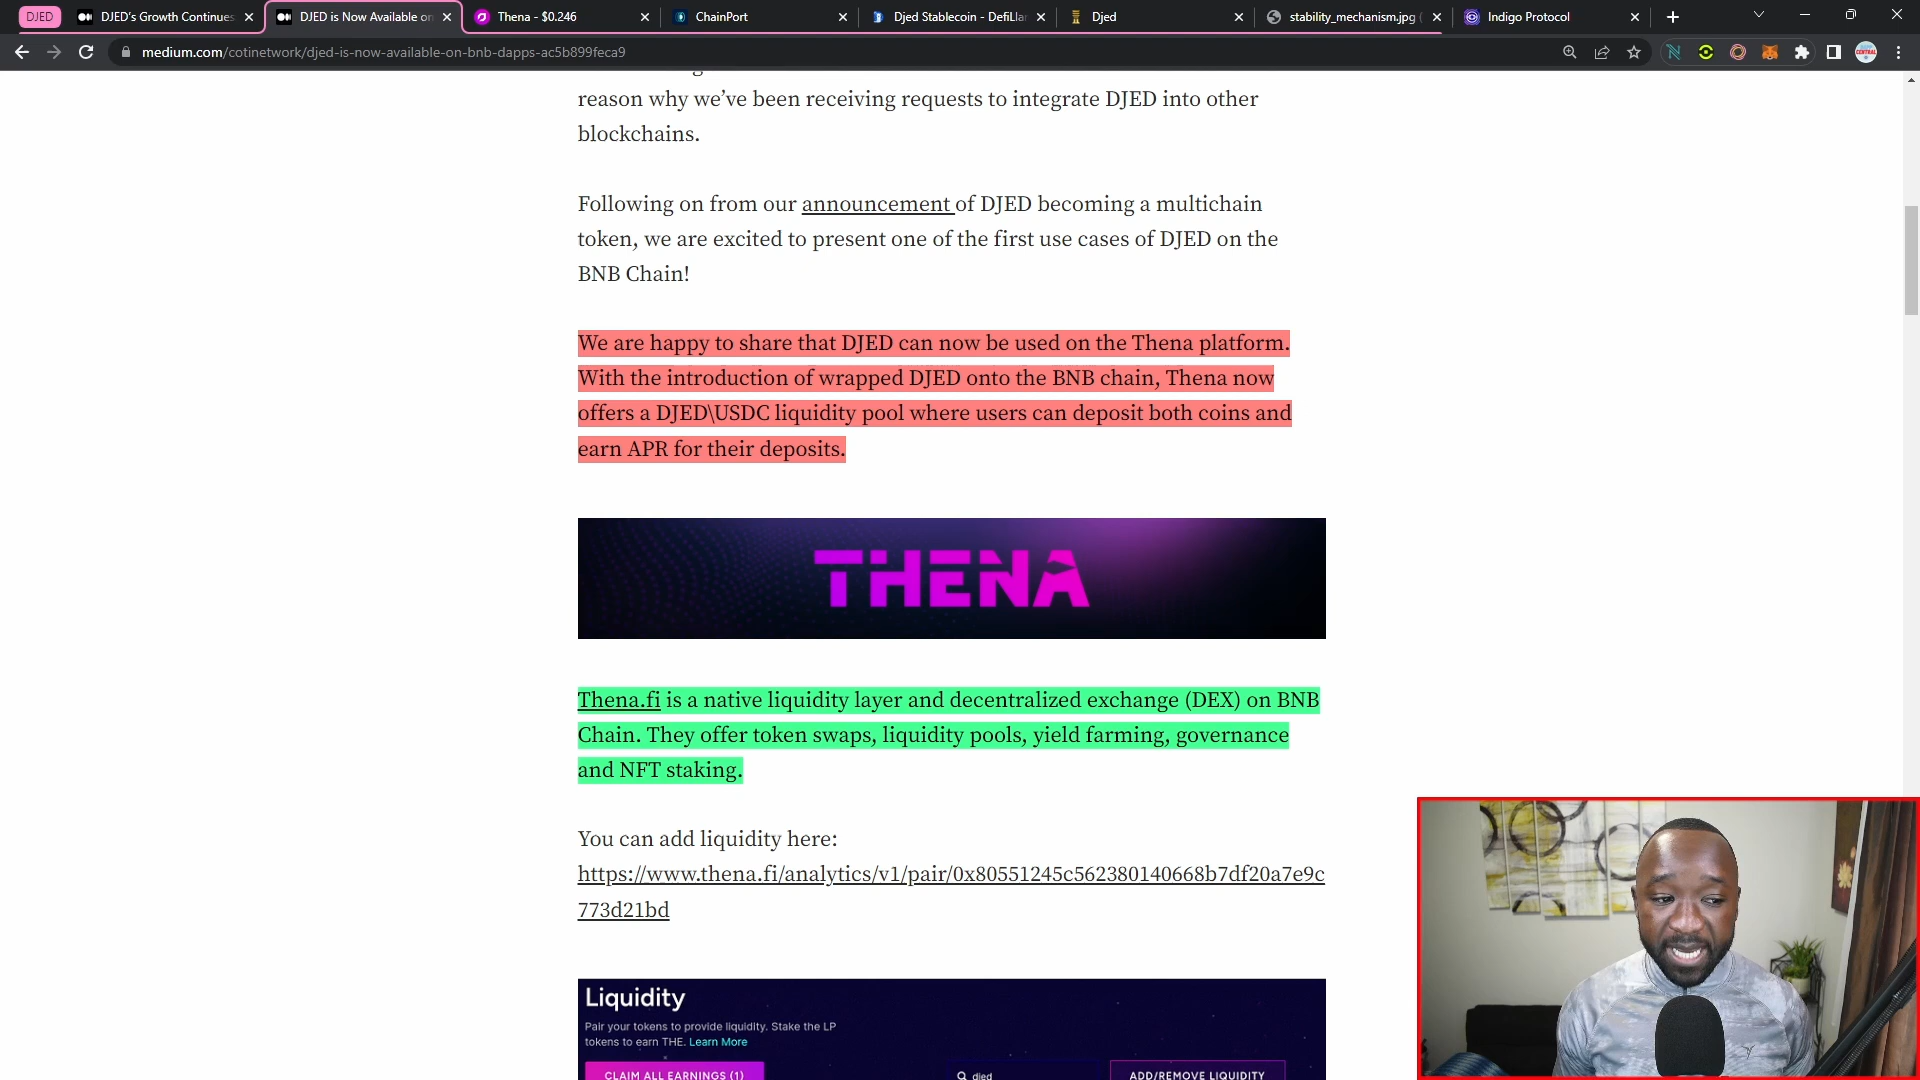 DJED
DJED's Growth Continues
DJED is Now Available on
Thena - $0.246
ChainPort
Djed Stablecoin - DefiLlam
Djed
stability_mechanism.jpg (
Indigo Protocol
medium.com/cotinetwork/djed-is-now-available-on-bnb-dapps-ac5b899feca9
reason why we've been receiving requests to integrate DJED into other
blockchains.
Following on from our announcement of DJED becoming a multichain
token, we are excited to present one of the first use cases of DJED on the
BNB Chain!
We are happy to share that DJED can now be used on the Thena platform.
With the introduction of wrapped DJED onto the BNB chain, Thena now
offers a DJED\USDC liquidity pool where users can deposit both coins and
earn APR for their deposits.
THENA
Thena.fi is a native liquidity layer and decentralized exchange (DEX) on BNB
Chain. They offer token swaps, liquidity pools, yield farming, governance
and NFT staking.
You can add liquidity here:
https://www.thena.fi/analytics/v1/pair/0x80551245c562380140668b7df20a7e9c
773d21bd
Liquidity
Pair your tokens to provide liquidity. Stake the LP
tokens to earn THE. Learn More
CLAIM ALL EARNINGS (1)
djed
ADD/REMOVE LIQUIDITY